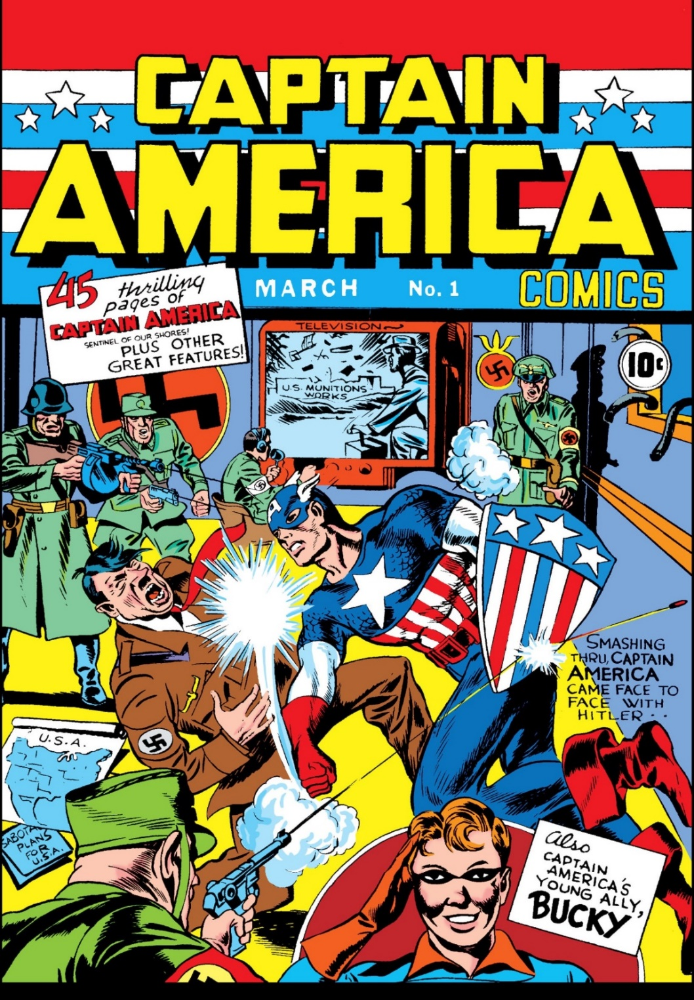 CAPTAIN
AMERICA
COMICS
MARCH No. 1
45 thrilling
pages of
CAPTAIN AMERICA
SENTINEL OF OUR SHORES!
PLUS OTHER
GREAT FEATURES!
TELEVISION
U.S. MUNITIONS
WORKS
10¢
SMASHING
THRU, CAPTAIN
AMERICA
CAME FACE TO
FACE WITH
HITLER · ·
U.S.A.
PLANS
FOR
U.S.A.
Also
CAPTAIN
AMERICA'S
YOUNG ALLY,
BUCKY